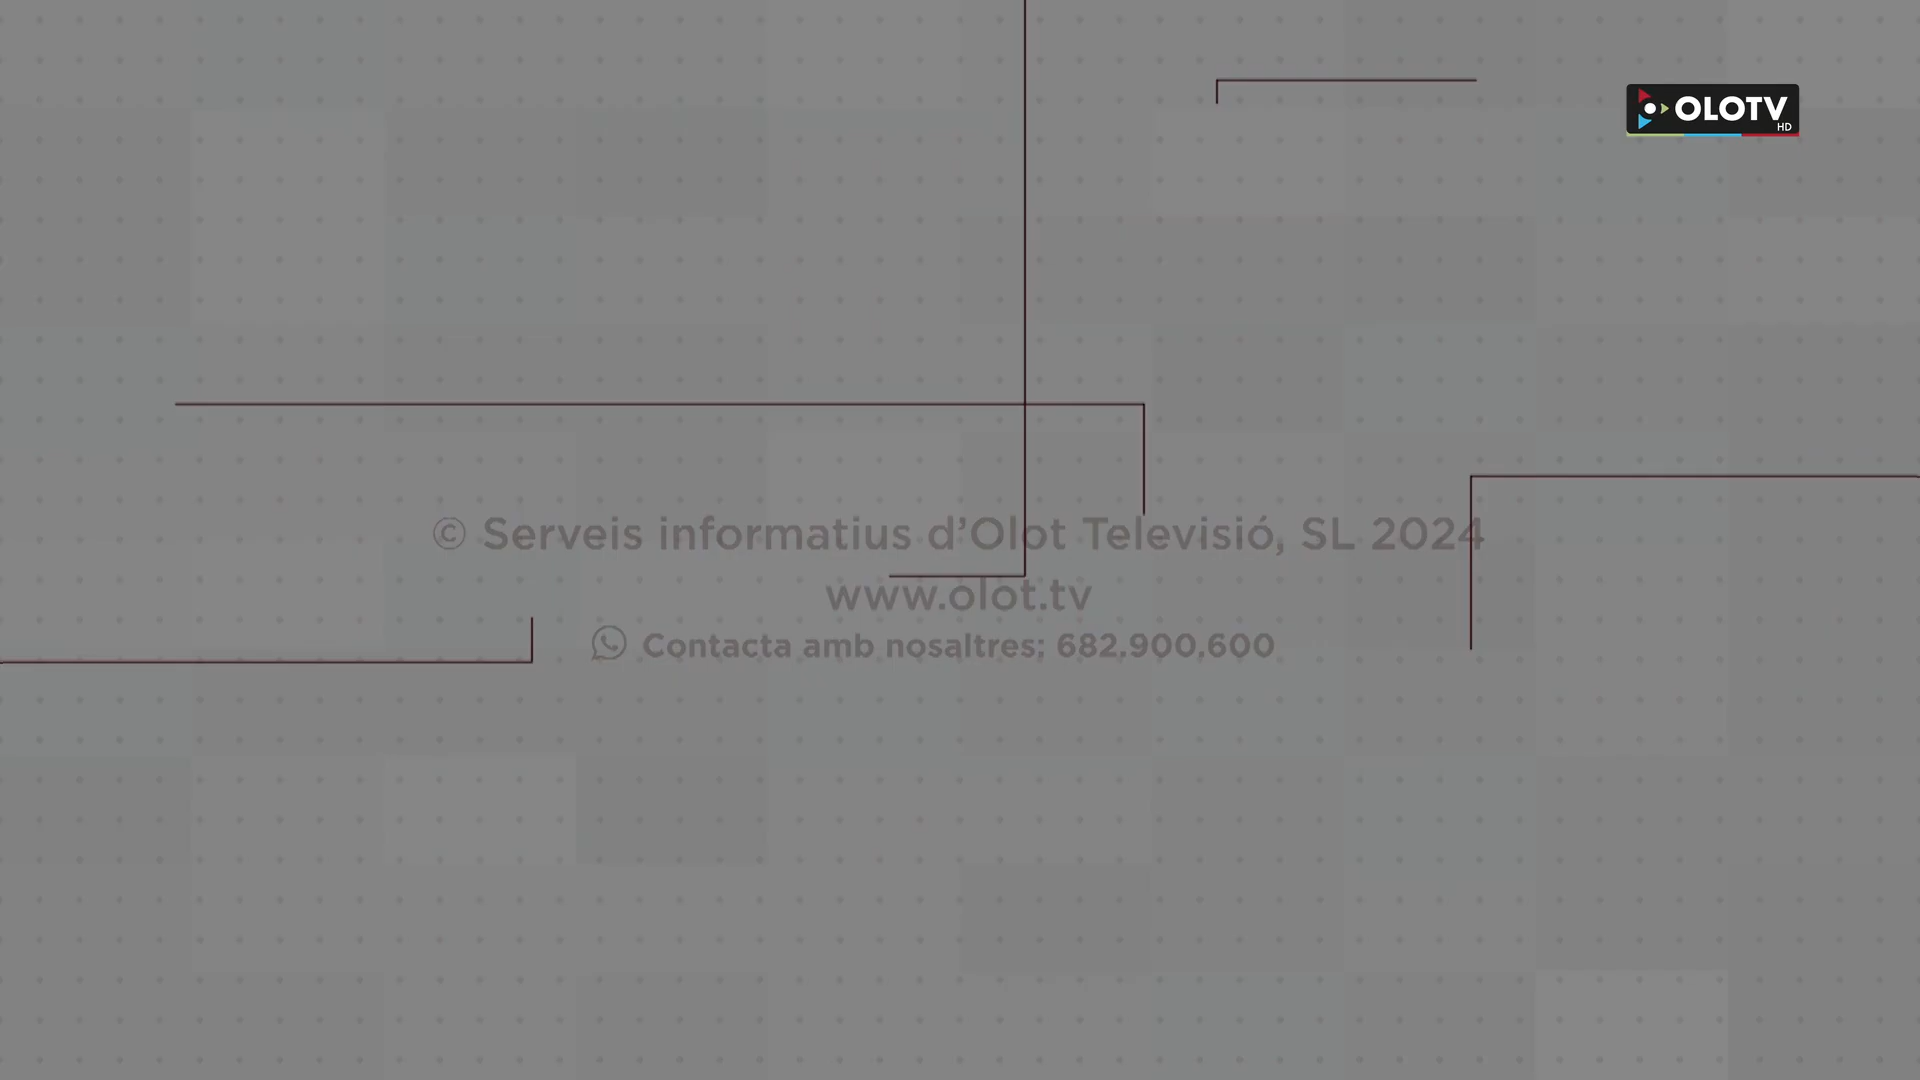 OLOTV
HD
© Serveis informatius d’Olot Televisió, SL 2024
www.olot.tv
Contacta amb nosaltres: 682.900.600